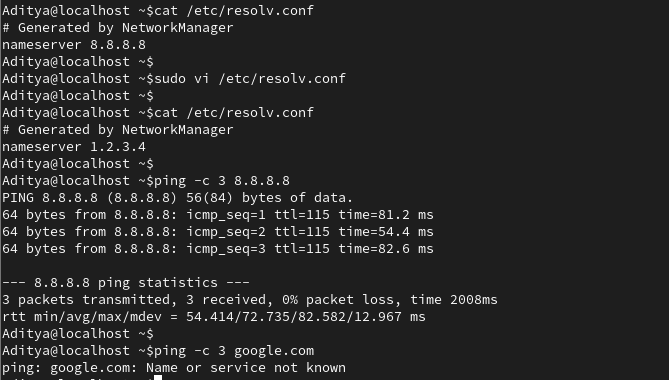 Aditya@localhost ~$cat /etc/resolv.conf
# Generated by NetworkManager
nameserver 8.8.8.8
Aditya@localhost ~$
Aditya@localhost ~$sudo vi /etc/resolv.conf
Aditya@localhost ~$
Aditya@localhost ~$cat /etc/resolv.conf
# Generated by NetworkManager
nameserver 1.2.3.4
Aditya@localhost ~$
Aditya@localhost ~$ping -c 3 8.8.8.8
PING 8.8.8.8 (8.8.8.8) 56(84) bytes of data.
64 bytes from 8.8.8.8: icmp_seq=1 ttl=115 time=81.2 ms
64 bytes from 8.8.8.8: icmp_seq=2 ttl=115 time=54.4 ms
64 bytes from 8.8.8.8: icmp_seq=3 ttl=115 time=82.6 ms

--- 8.8.8.8 ping statistics ---
3 packets transmitted, 3 received, 0% packet loss, time 2008ms
rtt min/avg/max/mdev = 54.414/72.735/82.582/12.967 ms
Aditya@localhost ~$
Aditya@localhost ~$ping -c 3 google.com
ping: google.com: Name or service not known
Aditya@localhost ~$